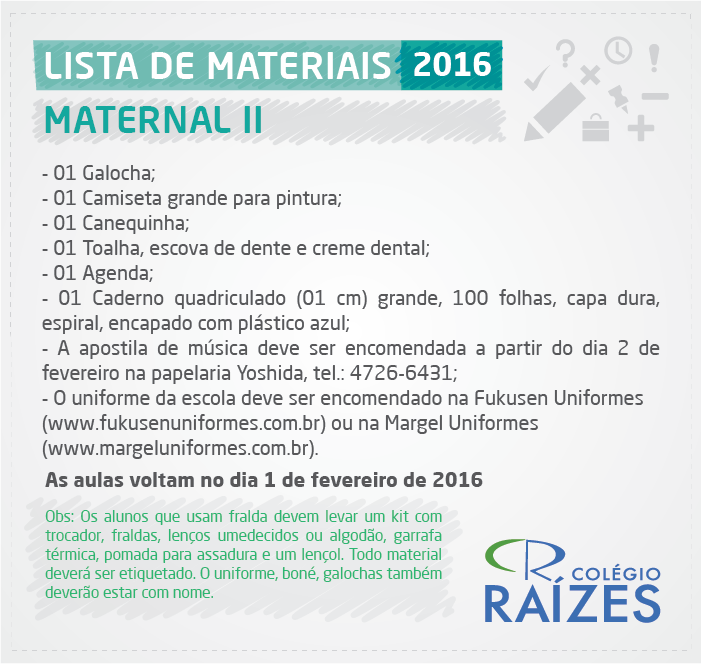 LISTA DE MATERIAIS 2016
MATERNAL II
- 01 Galocha;
- 01 Camiseta grande para pintura;
- 01 Canequinha;
- 01 Toalha, escova de dente e creme dental;
- 01 Agenda;
- 01 Caderno quadriculado (01 cm) grande, 100 folhas, capa dura,
espiral, encapado com plástico azul;
- A apostila de música deve ser encomendada a partir do dia 2 de
fevereiro na papelaria Yoshida, tel.: 4726-6431;
- O uniforme da escola deve ser encomendado na Fukusen Uniformes
(www.fukusenuniformes.com.br) ou na Margel Uniformes
(www.margeluniformes.com.br).
As aulas voltam no dia 1 de fevereiro de 2016
Obs: Os alunos que usam fralda devem levar um kit com
trocador, fraldas, lenços umedecidos ou algodão, garrafa
térmica, pomada para assadura e um lençol. Todo material
deverá ser etiquetado. O uniforme, boné, galochas também
deverão estar com nome.
CR COLÉGIO
RAÍZES